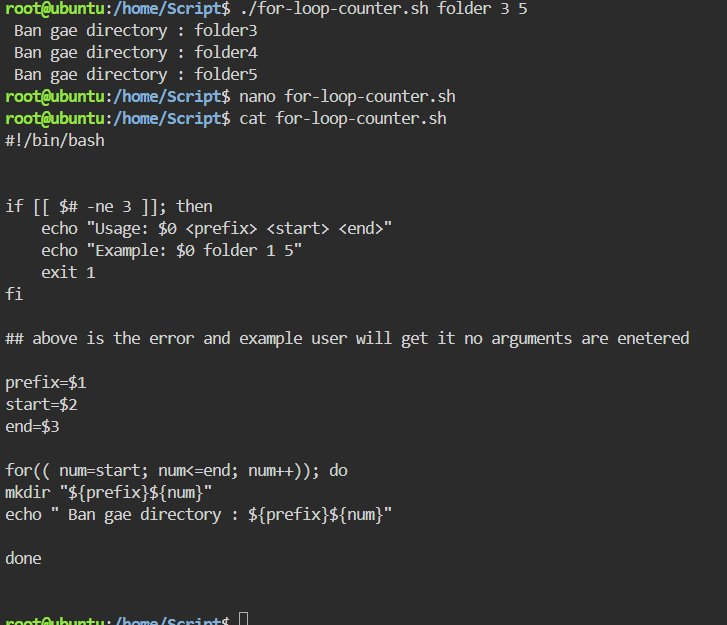 root@ubuntu:/home/Script$ ./for-loop-counter.sh folder 3 5
 Ban gae directory : folder3
 Ban gae directory : folder4
 Ban gae directory : folder5
root@ubuntu:/home/Script$ nano for-loop-counter.sh
root@ubuntu:/home/Script$ cat for-loop-counter.sh
#!/bin/bash
if [[ $# -ne 3 ]]; then
    echo "Usage: $0 <prefix> <start> <end>"
    echo "Example: $0 folder 1 5"
    exit 1
fi
## above is the error and example user will get it no arguments are enetered
prefix=$1
start=$2
end=$3
for(( num=start; num<=end; num++)); do
mkdir "${prefix}${num}"
echo " Ban gae directory : ${prefix}${num}"
done
root@ubuntu:/home/Script$